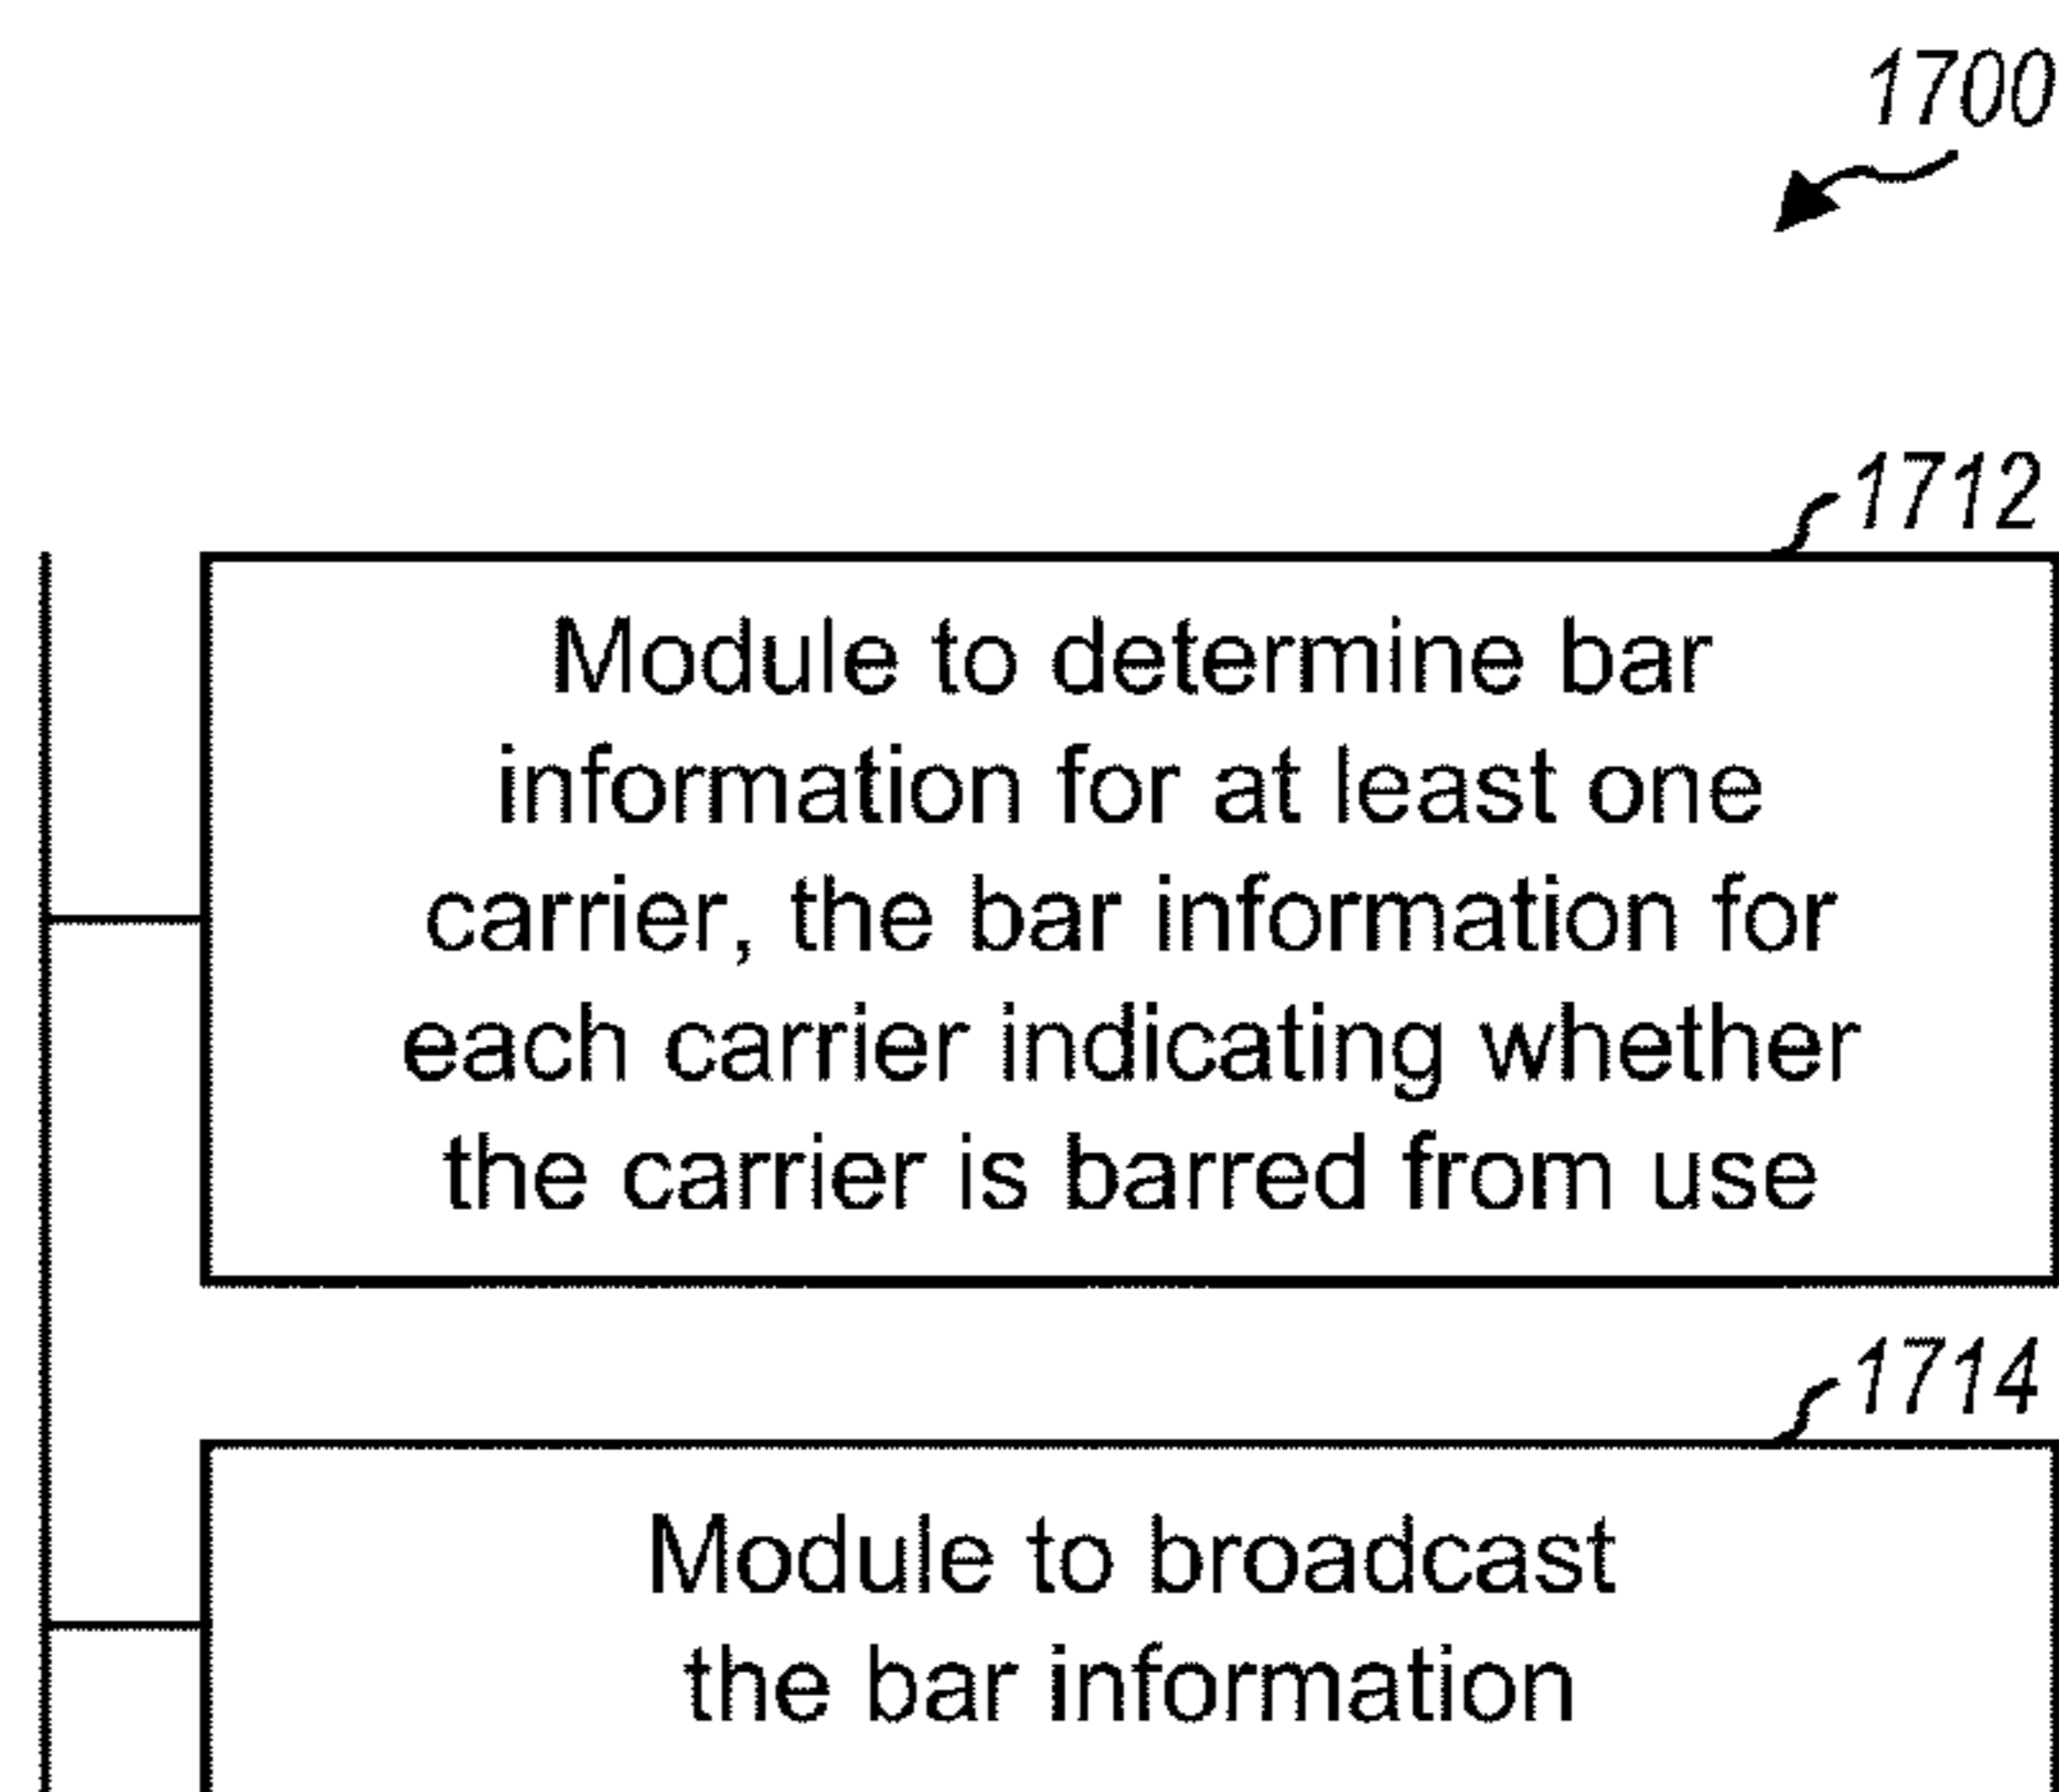 1700
1712
Module to determine bar
information for at least one
carrier, the bar information for
each carrier indicating whether
the carrier is barred from use
1714
Module to broadcast
the bar information